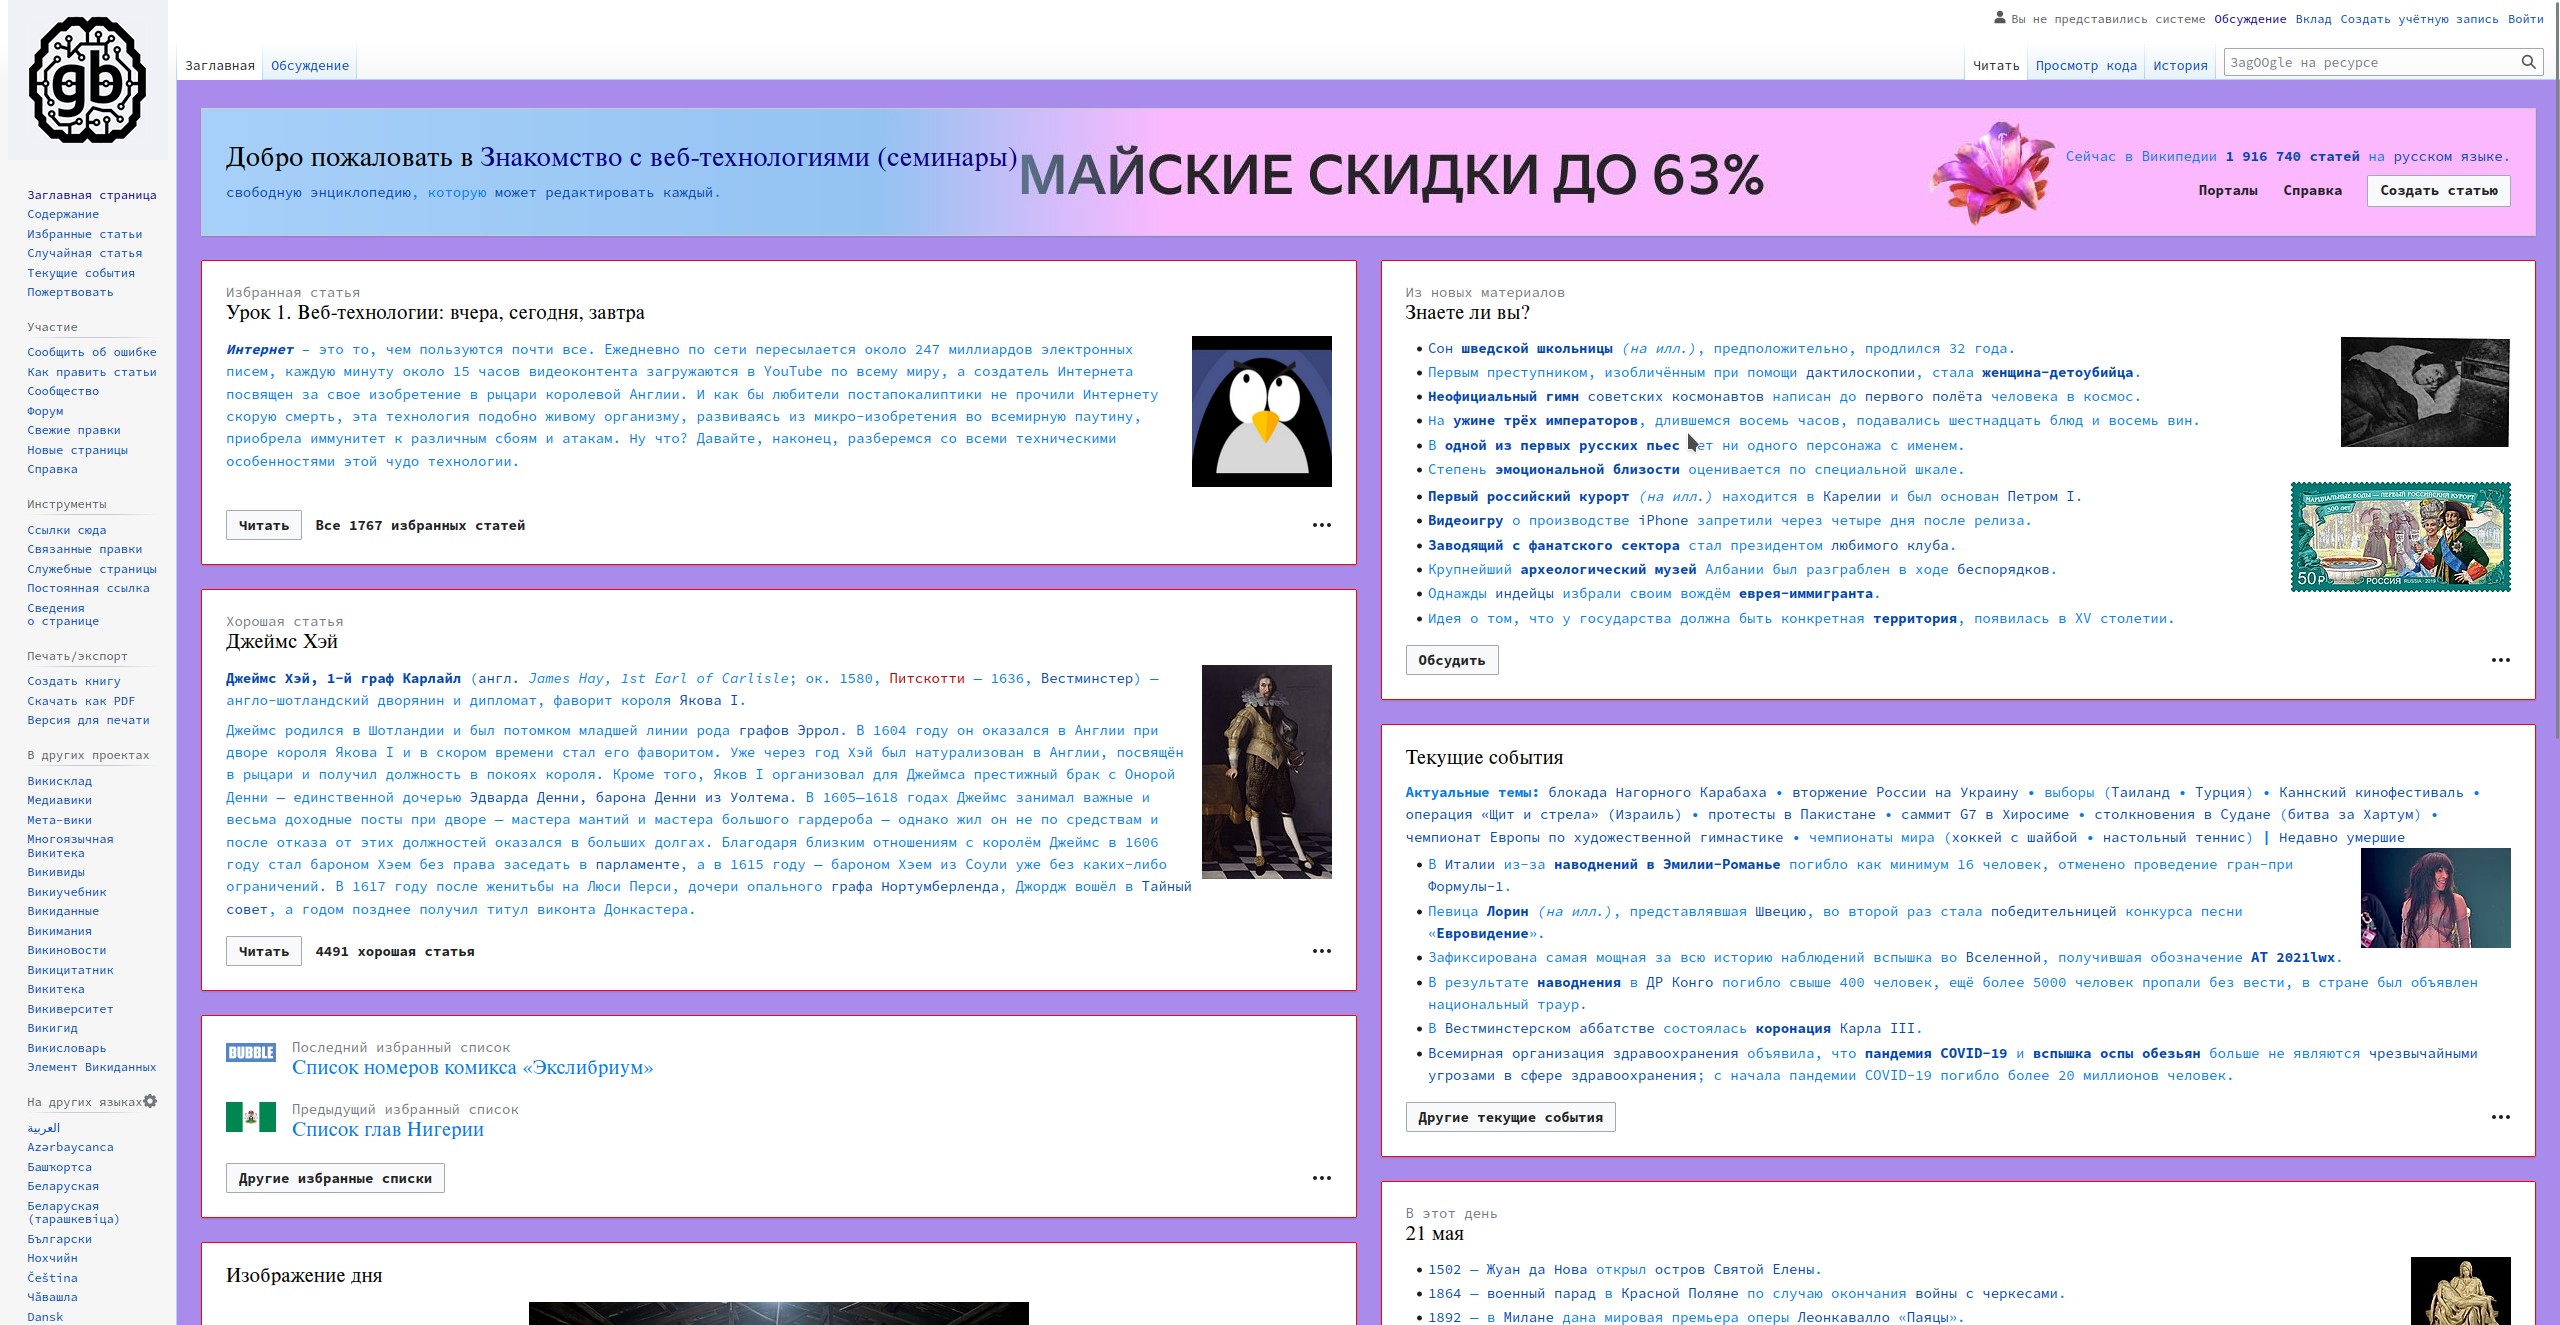 gb
Вы не представились системе Обсуждение Вклад Создать учётную запись Войти
Заглавная Обсуждение
Читать Просмотр кода История
ЗаgOOgle на ресурсе
Заглавная страница
Содержание
Избранные статьи
Случайная статья
Текущие события
Пожертвовать
Участие
Сообщить об ошибке
Как править статьи
Сообщество
Форум
Свежие правки
Новые страницы
Справка
Инструменты
Ссылки сюда
Связанные правки
Служебные страницы
Постоянная ссылка
Сведения
о странице
Печать/экспорт
Создать книгу
Скачать как PDF
Версия для печати
В других проектах
Викисклад
Медиавики
Мета-вики
Многоязычная
Викитека
Викивиды
Викиучебник
Викиданные
Викимания
Викиновости
Викицитатник
Викитека
Викиверситет
Викигид
Викисловарь
Элемент Викиданных
На других языках
العربية
Azərbaycanca
Башҡортса
Беларуская
Беларуская
(тарашкевіца)
Български
Нохчийн
Čeština
Чӑвашла
Dansk
Добро пожаловать в Знакомство с веб-технологиями (семинары)
свободную энциклопедию, которую может редактировать каждый.
МАЙСКИЕ СКИДКИ ДО 63%
Сейчас в Википедии 1 916 740 статей на русском языке.
Порталы Справка Создать статью
Избранная статья
Урок 1. Веб-технологии: вчера, сегодня, завтра
Интернет – это то, чем пользуются почти все. Ежедневно по сети пересылается около 247 миллиардов электронных
писем, каждую минуту около 15 часов видеоконтента загружаются в YouTube по всему миру, а создатель Интернета
посвящен за свое изобретение в рыцари королевой Англии. И как бы любители постапокалиптики не прочили Интернету
скорую смерть, эта технология подобно живому организму, развиваясь из микро-изобретения во всемирную паутину,
приобрела иммунитет к различным сбоям и атакам. Ну что? Давайте, наконец, разберемся со всеми техническими
особенностями этой чудо технологии.
Читать Все 1767 избранных статей
Хорошая статья
Джеймс Хэй
Джеймс Хэй, 1-й граф Карлайл (англ. James Hay, 1st Earl of Carlisle; ок. 1580, Питскотти — 1636, Вестминстер) —
англо-шотландский дворянин и дипломат, фаворит короля Якова I.
Джеймс родился в Шотландии и был потомком младшей линии рода графов Эррол. В 1604 году он оказался в Англии при
дворе короля Якова I и в скором времени стал его фаворитом. Уже через год Хэй был натурализован в Англии, посвящён
в рыцари и получил должность в покоях короля. Кроме того, Яков I организовал для Джеймса престижный брак с Онорой
Денни — единственной дочерью Эдварда Денни, барона Денни из Уолтема. В 1605—1618 годах Джеймс занимал важные и
весьма доходные посты при дворе — мастера мантий и мастера большого гардероба — однако жил он не по средствам и
после отказа от этих должностей оказался в больших долгах. Благодаря близким отношениям с королём Джеймс в 1606
году стал бароном Хэем без права заседать в парламенте, а в 1615 году — бароном Хэем из Соули уже без каких-либо
ограничений. В 1617 году после женитьбы на Люси Перси, дочери опального графа Нортумберленда, Джордж вошёл в Тайный
совет, а годом позднее получил титул виконта Донкастера.
Читать 4491 хорошая статья
BUBBLE
Последний избранный список
Список номеров комикса «Экслибриум»
Предыдущий избранный список
Список глав Нигерии
Другие избранные списки
Изображение дня
Из новых материалов
Знаете ли вы?
Сон шведской школьницы (на илл.), предположительно, продлился 32 года.
Первым преступником, изобличённым при помощи дактилоскопии, стала женщина-детоубийца.
Неофициальный гимн советских космонавтов написан до первого полёта человека в космос.
На ужине трёх императоров, длившемся восемь часов, подавались шестнадцать блюд и восемь вин.
В одной из первых русских пьес ет ни одного персонажа с именем.
Степень эмоциональной близости оценивается по специальной шкале.
Первый российский курорт (на илл.) находится в Карелии и был основан Петром I.
Видеоигру о производстве iPhone запретили через четыре дня после релиза.
Заводящий с фанатского сектора стал президентом любимого клуба.
Крупнейший археологический музей Албании был разграблен в ходе беспорядков.
Однажды индейцы избрали своим вождём еврея-иммигранта.
Идея о том, что у государства должна быть конкретная территория, появилась в XV столетии.
МАРЦИАЛЬНЫЕ ВОДЫ — ПЕРВЫЙ РОССИЙСКИЙ КУРОРТ
300 ЛЕТ
50₽ РОССИЯ RUSSIA · 2019
Обсудить
Текущие события
Актуальные темы: блокада Нагорного Карабаха • вторжение России на Украину • выборы (Таиланд • Турция) • Каннский кинофестиваль •
операция «Щит и стрела» (Израиль) • протесты в Пакистане • саммит G7 в Хиросиме • столкновения в Судане (битва за Хартум) •
чемпионат Европы по художественной гимнастике • чемпионаты мира (хоккей с шайбой • настольный теннис) | Недавно умершие
В Италии из-за наводнений в Эмилии-Романье погибло как минимум 16 человек, отменено проведение гран-при
Формулы-1.
Певица Лорин (на илл.), представлявшая Швецию, во второй раз стала победительницей конкурса песни
«Евровидение».
Зафиксирована самая мощная за всю историю наблюдений вспышка во Вселенной, получившая обозначение AT 2021lwx.
В результате наводнения в ДР Конго погибло свыше 400 человек, ещё более 5000 человек пропали без вести, в стране был объявлен
национальный траур.
В Вестминстерском аббатстве состоялась коронация Карла III.
Всемирная организация здравоохранения объявила, что пандемия COVID-19 и вспышка оспы обезьян больше не являются чрезвычайными
угрозами в сфере здравоохранения; с начала пандемии COVID-19 погибло более 20 миллионов человек.
Другие текущие события
В этот день
21 мая
1502 — Жуан да Нова открыл остров Святой Елены.
1864 — военный парад в Красной Поляне по случаю окончания войны с черкесами.
1892 — в Милане дана мировая премьера оперы Леонкавалло «Паяцы».